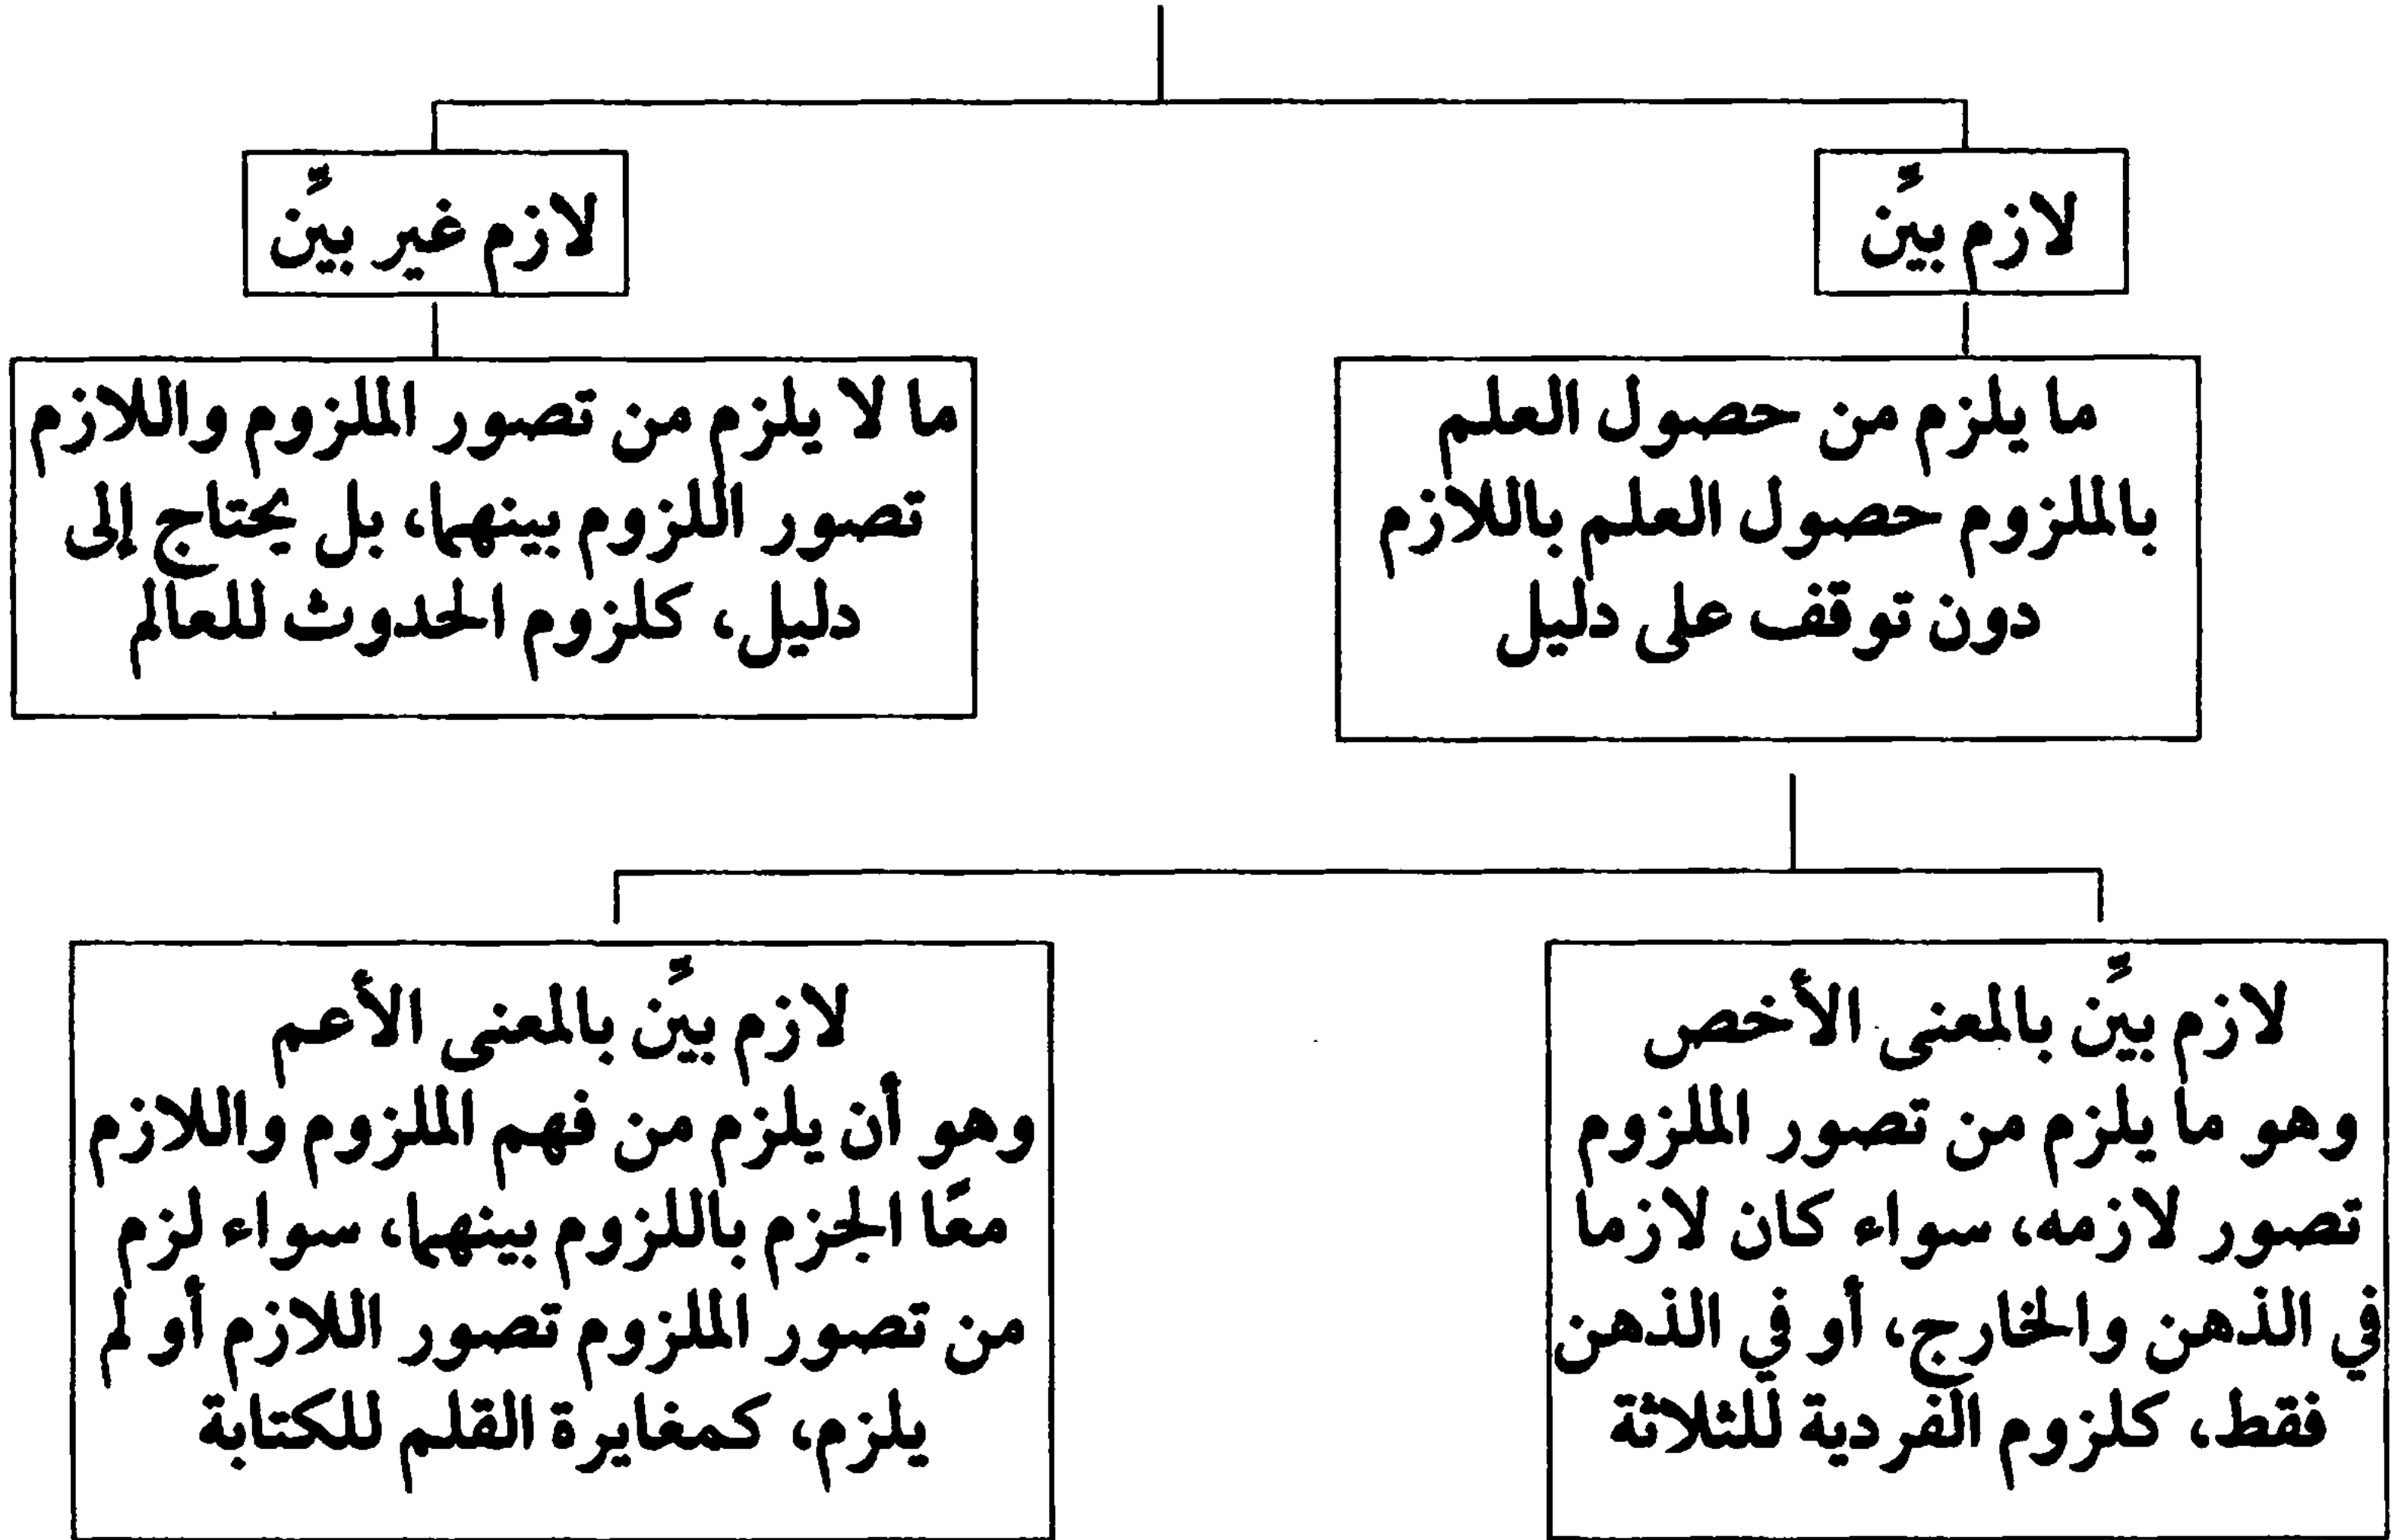 لازم بيِّن
لازم غير بيِّن
ما يلزم من حصول العلم
بالملزوم حصول العلم باللازم
دون توقف على دليل
ما لا يلزم من تصور الملزوم واللازم
تصور اللزوم بينهما، بل يحتاج إلى
دليل، كلزوم الحدوث للعالم
لازم بيِّن بالمعنى الأخص
وهو ما يلزم من تصور الملزوم
تصور لازمه، سواء كان لازما
في الذهن والخارج، أو في الذهن
فقط، كلزوم الفردية للثلاثة
لازم بيِّن بالمعنى الأعم
وهو أن يلزم من فهم الملزوم واللازم
معًا الجزم باللزوم بينهما، سواء لزم
من تصور الملزوم تصور اللازم أو لم
يلزم، كمغايرة القلم للكتابة